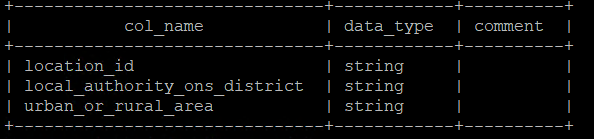 +--------------------------------+------------+----------+
| col_name | data_type | comment |
+--------------------------------+------------+----------+
| location_id | string | |
| local_authority_ons_district | string | |
| urban_or_rural_area | string | |
+--------------------------------+------------+----------+